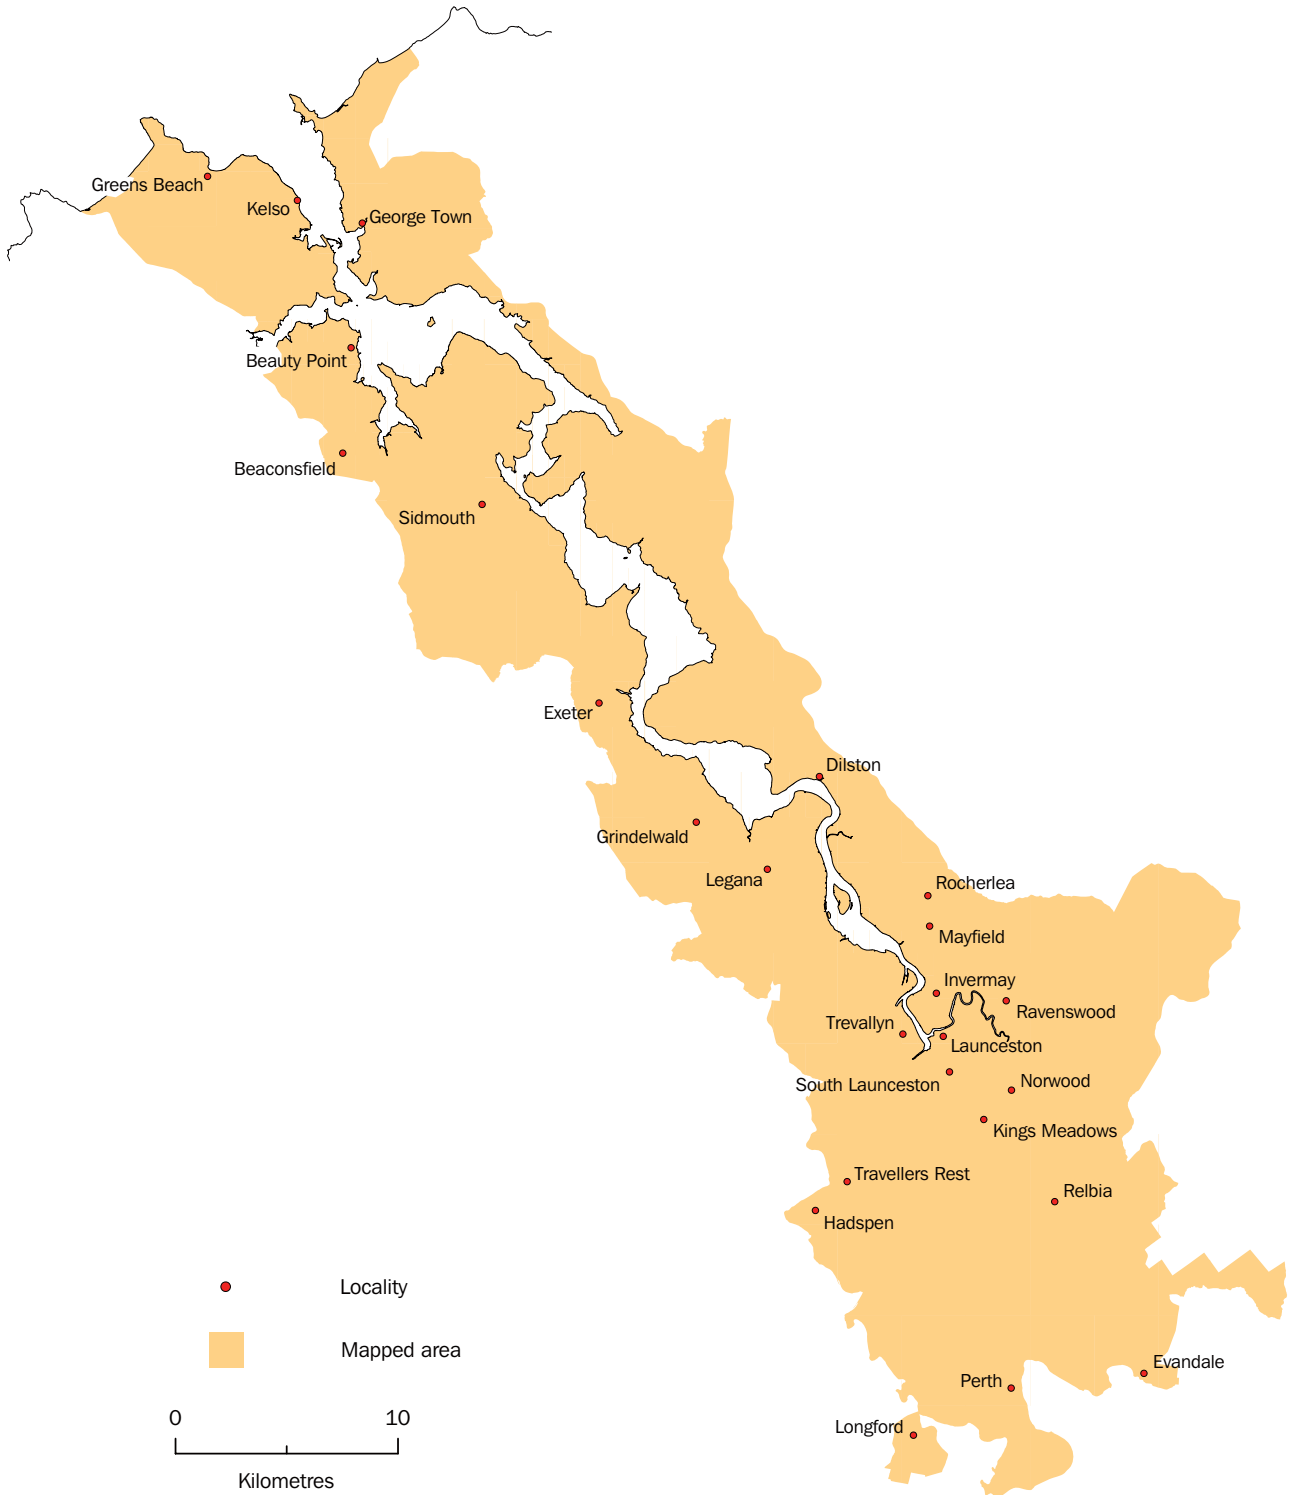 Greens Beach
Kelso
George Town
Beauty Point
Beaconsfield
Sidmouth
Exeter
Dilston
Grindelwald
Legana
Rocherlea
Mayfield
Invermay
Ravenswood
Trevallyn
Launceston
South Launceston
Norwood
Kings Meadows
Travellers Rest
Relbia
Hadspen
Locality
Mapped area
Evandale
Perth
Longford
0 10
Kilometres